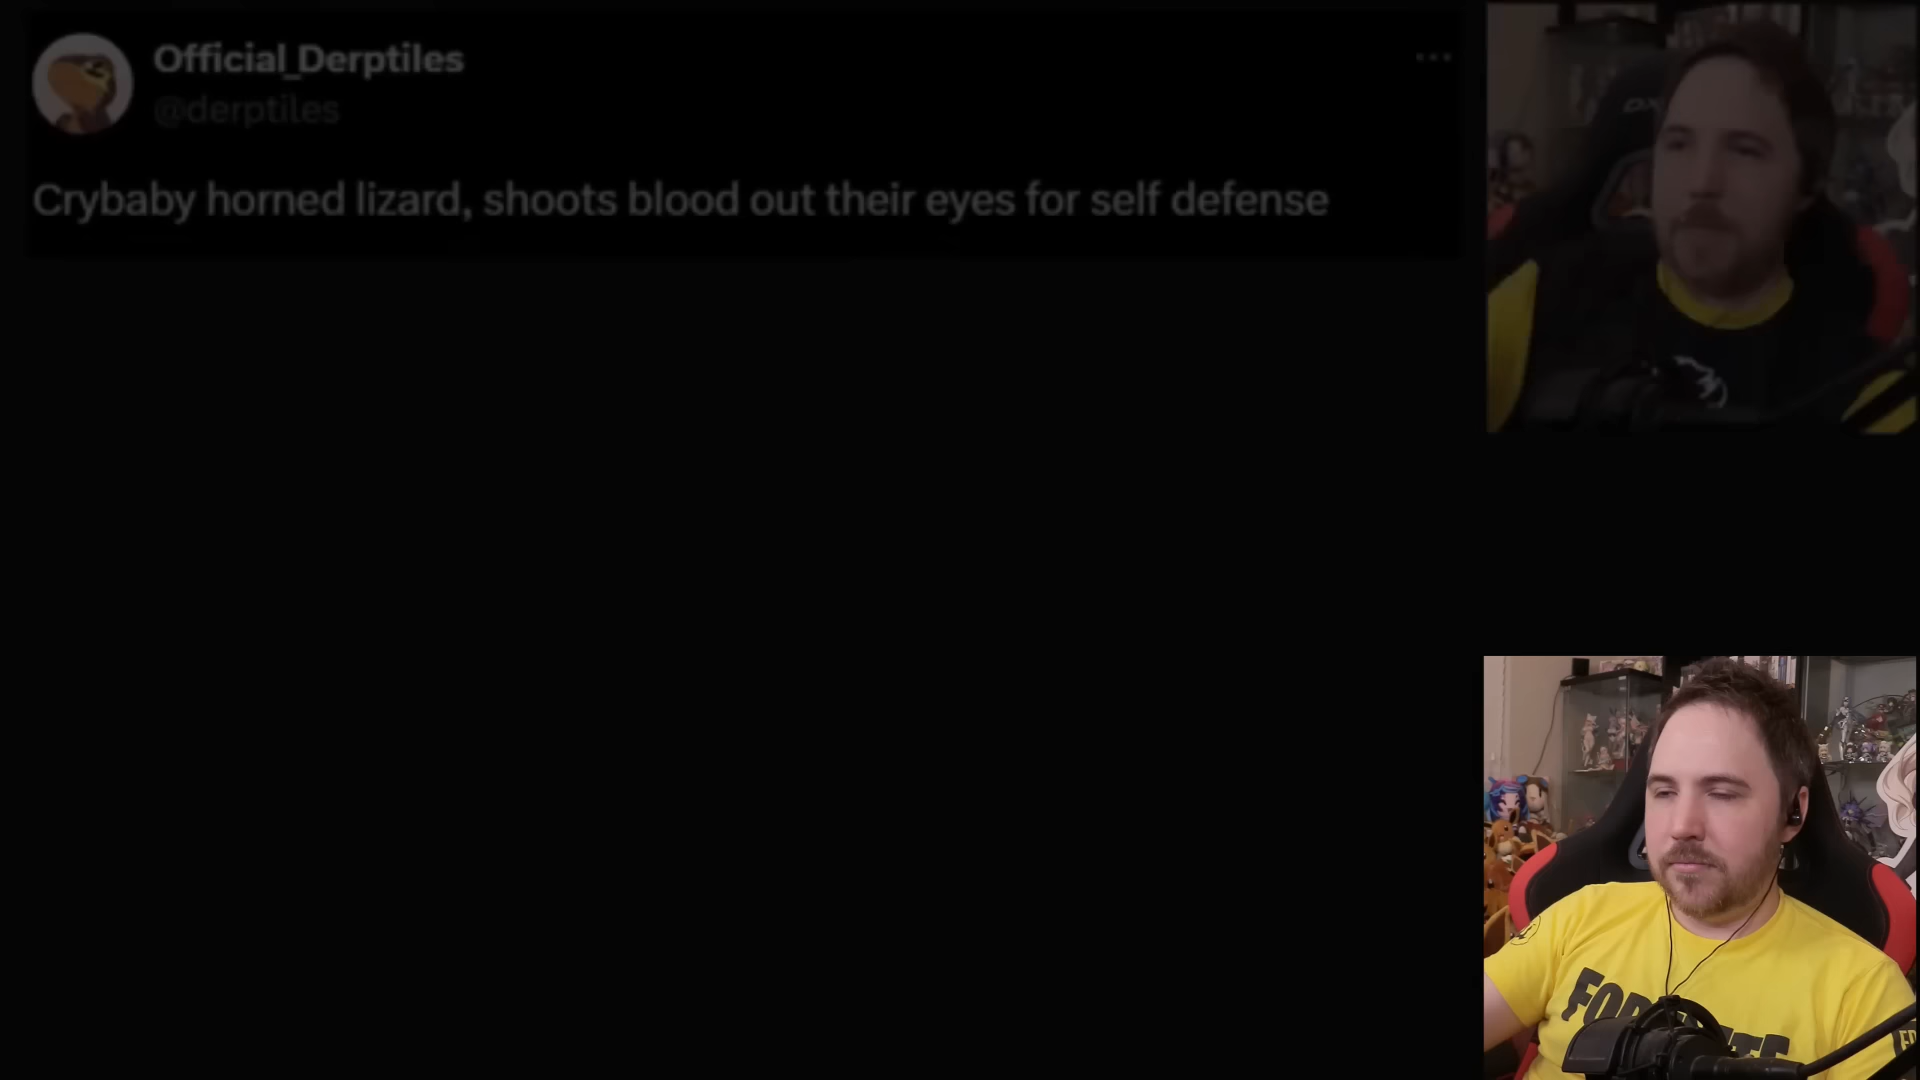 Official_Derptiles
@derptiles
Crybaby horned lizard, shoots blood out their eyes for self defense